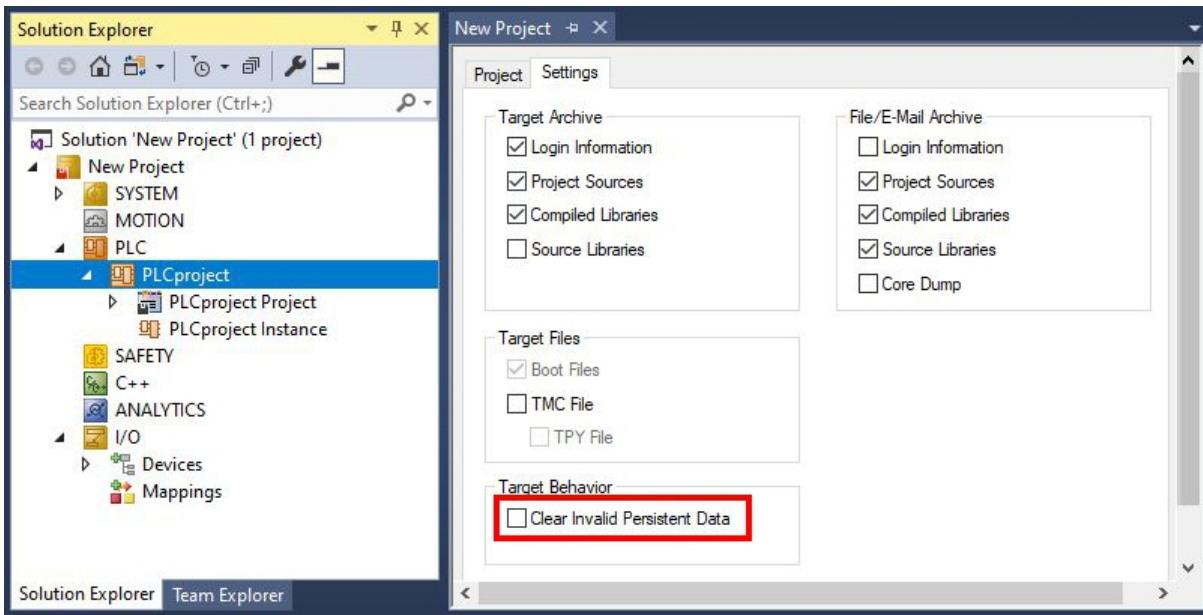 Solution Explorer
Search Solution Explorer (Ctrl+;)
Solution 'New Project' (1 project)
New Project
SYSTEM
MOTION
PLC
PLCproject
PLCproject Project
PLCproject Instance
SAFETY
C++
ANALYTICS
I/O
Devices
Mappings
Solution Explorer
Team Explorer
New Project
Project
Settings
Target Archive
Login Information
Project Sources
Compiled Libraries
Source Libraries
File/E-Mail Archive
Login Information
Project Sources
Compiled Libraries
Source Libraries
Core Dump
Target Files
Boot Files
TMC File
TPY File
Target Behavior
Clear Invalid Persistent Data